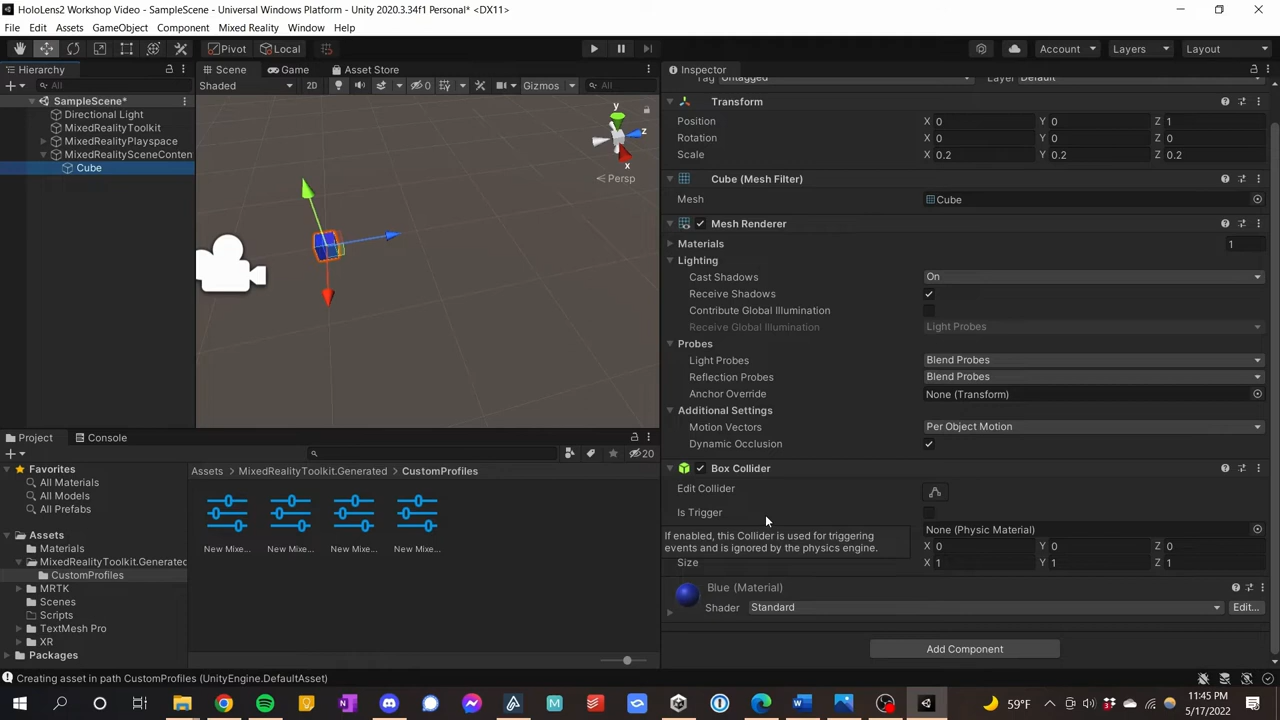 HoloLens2 Workshop Video - SampleScene - Universal Windows Platform - Unity 2020.3.34f1 Personal* <DX11>
File Edit Assets GameObject Component Mixed Reality Window Help
Pivot Local Account Layers Layout
Hierarchy
All
SampleScene*
Directional Light
MixedRealityToolkit
MixedRealityPlayspace
MixedRealitySceneConten
Cube
Scene Game Asset Store
Shaded 2D 0 Gizmos All
y
z
x
Persp
Inspector
Tag Untagged Layer Default
Transform
Position X 0 Y 0 Z 1
Rotation X 0 Y 0 Z 0
Scale X 0.2 Y 0.2 Z 0.2
Cube (Mesh Filter)
Mesh Cube
Mesh Renderer
Materials 1
Lighting
Cast Shadows On
Receive Shadows
Contribute Global Illumination
Receive Global Illumination Light Probes
Probes
Light Probes Blend Probes
Reflection Probes Blend Probes
Anchor Override None (Transform)
Additional Settings
Motion Vectors Per Object Motion
Dynamic Occlusion
Box Collider
Edit Collider
Is Trigger
None (Physic Material)
If enabled, this Collider is used for triggering
events and is ignored by the physics engine.
X 0 Y 0 Z 0
Size X 1 Y 1 Z 1
Blue (Material)
Shader Standard Edit...
Add Component
Project Console
20
Favorites
All Materials
All Models
All Prefabs
Assets
Materials
MixedRealityToolkit.Generated
CustomProfiles
MRTK
Scenes
Scripts
TextMesh Pro
XR
Packages
Assets MixedRealityToolkit.Generated CustomProfiles
New Mixe... New Mixe... New Mixe... New Mixe...
Creating asset in path CustomProfiles (UnityEngine.DefaultAsset)
59°F
11:45 PM
5/17/2022